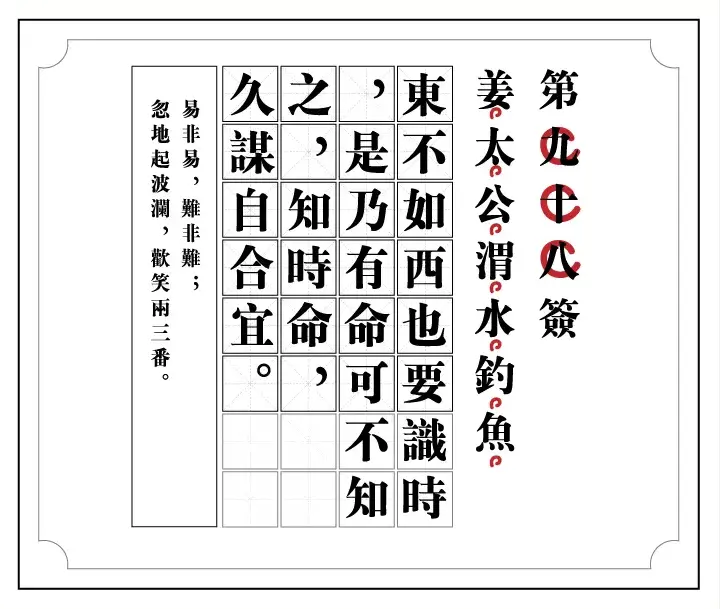 第九十八簽
姜太公渭水釣魚
東不如西也要識時
，是乃有命可不知
之，知時命，
久謀自合宜。
易非易，難非難；
忽地起波瀾，歡笑兩三番。